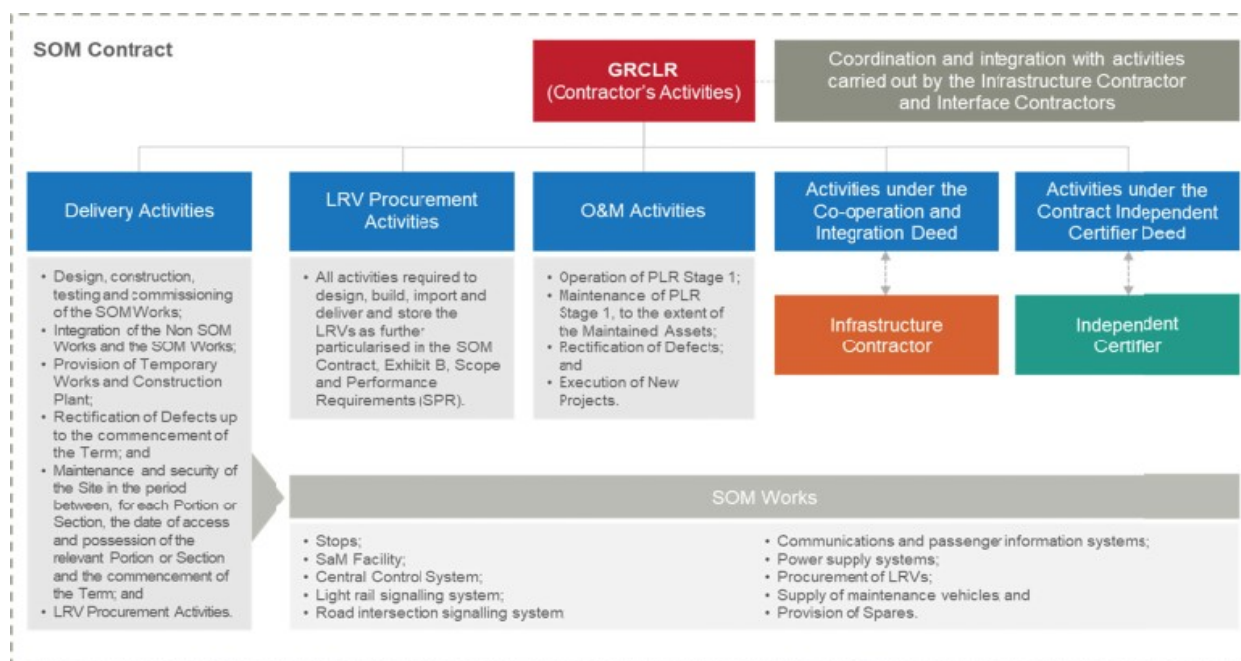 SOM Contract
GRCLR
(Contractor's Activities)
Coordination and integration with activities
carried out by the Infrastructure Contractor
and Interface Contractors
Delivery Activities
• Design, construction,
testing and commissioning
of the SOM Works;
• Integration of the Non SOM
Works and the SOM Works;
• Provision of Temporary
Works and Construction
Plant;
• Rectification of Defects up
to the commencement of
the Term; and
• Maintenance and security of
the Site in the period
between, for each Portion or
Section, the date of access
and possession of the
relevant Portion or Section
and the commencement of
the Term; and
• LRV Procurement Activities.
LRV Procurement
Activities
• All activities required to
design, build, import and
deliver and store the
LRVs as further
particularised in the SOM
Contract, Exhibit B, Scope
and Performance
Requirements (SPR).
O&M Activities
• Operation of PLR Stage 1;
• Maintenance of PLR
Stage 1, to the extent of
the Maintained Assets;
• Rectification of Defects;
and
• Execution of New
Projects.
Activities under the
Co-operation and
Integration Deed
Infrastructure
Contractor
Activities under the
Contract Independent
Certifier Deed
Independent
Certifier
SOM Works
• Stops;
• SaM Facility;
• Central Control System;
• Light rail signalling system;
• Road intersection signalling system
• Communications and passenger information systems;
• Power supply systems;
• Procurement of LRVs;
• Supply of maintenance vehicles; and
• Provision of Spares.